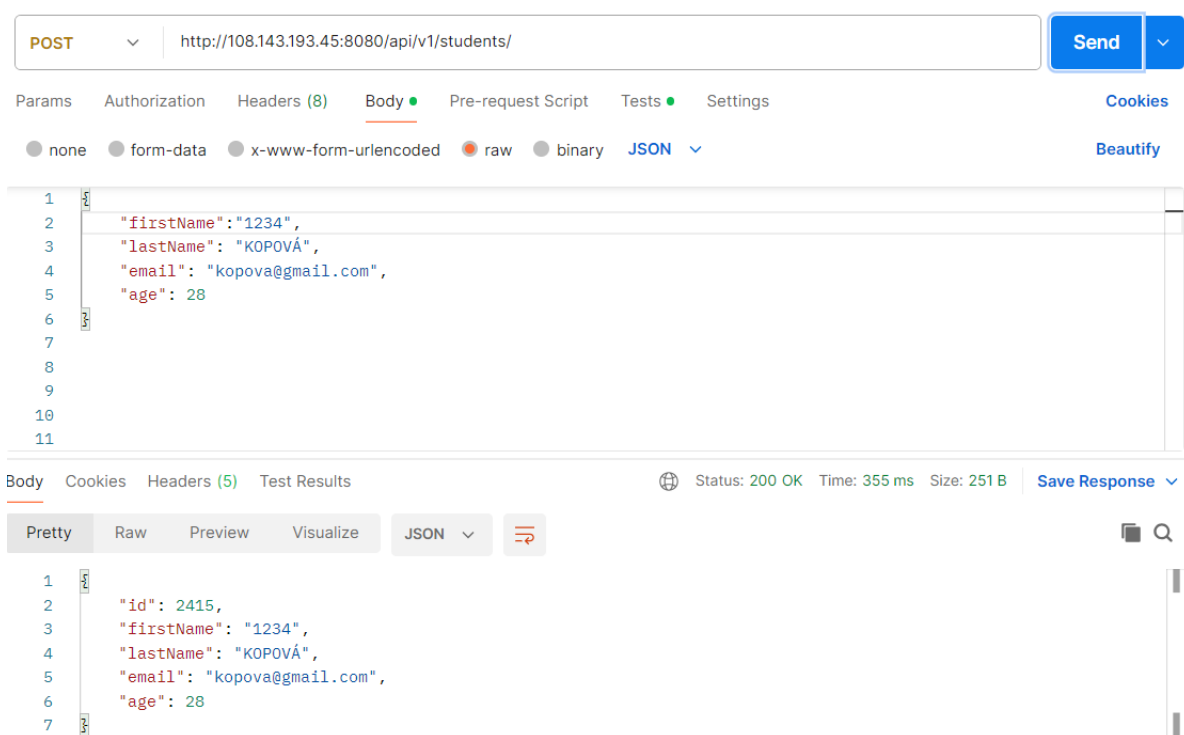 POST http://108.143.193.45:8080/api/v1/students/ Send
Params Authorization Headers (8) Body Pre-request Script Tests Settings Cookies
none form-data x-www-form-urlencoded raw binary JSON Beautify
1 {
2 "firstName":"1234",
3 "lastName": "KOPOVÁ",
4 "email": "kopova@gmail.com",
5 "age": 28
6 }
7
8
9
10
11
Body Cookies Headers (5) Test Results Status: 200 OK Time: 355 ms Size: 251 B Save Response
Pretty Raw Preview Visualize JSON
1 {
2 "id": 2415,
3 "firstName": "1234",
4 "lastName": "KOPOVÁ",
5 "email": "kopova@gmail.com",
6 "age": 28
7 }